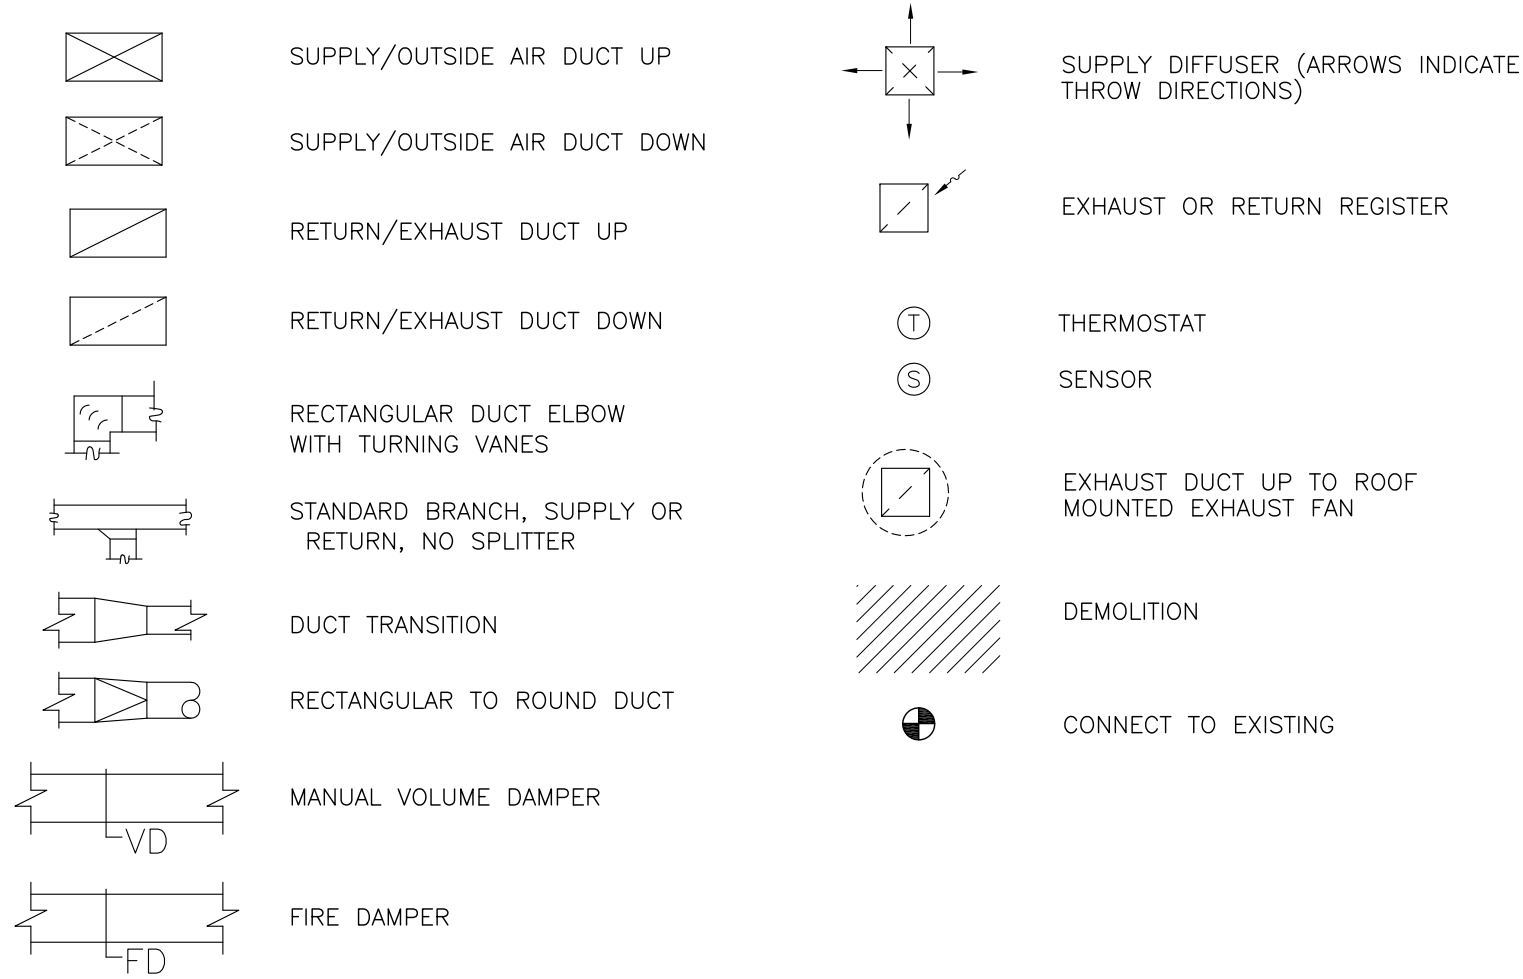 SUPPLY/OUTSIDE AIR DUCT UP
SUPPLY/OUTSIDE AIR DUCT DOWN
RETURN/EXHAUST DUCT UP
RETURN/EXHAUST DUCT DOWN
RECTANGULAR DUCT ELBOW
WITH TURNING VANES
STANDARD BRANCH, SUPPLY OR
RETURN, NO SPLITTER
DUCT TRANSITION
RECTANGULAR TO ROUND DUCT
MANUAL VOLUME DAMPER
VD
FIRE DAMPER
FD
SUPPLY DIFFUSER (ARROWS INDICATE
THROW DIRECTIONS)
EXHAUST OR RETURN REGISTER
T
THERMOSTAT
S
SENSOR
EXHAUST DUCT UP TO ROOF
MOUNTED EXHAUST FAN
DEMOLITION
CONNECT TO EXISTING